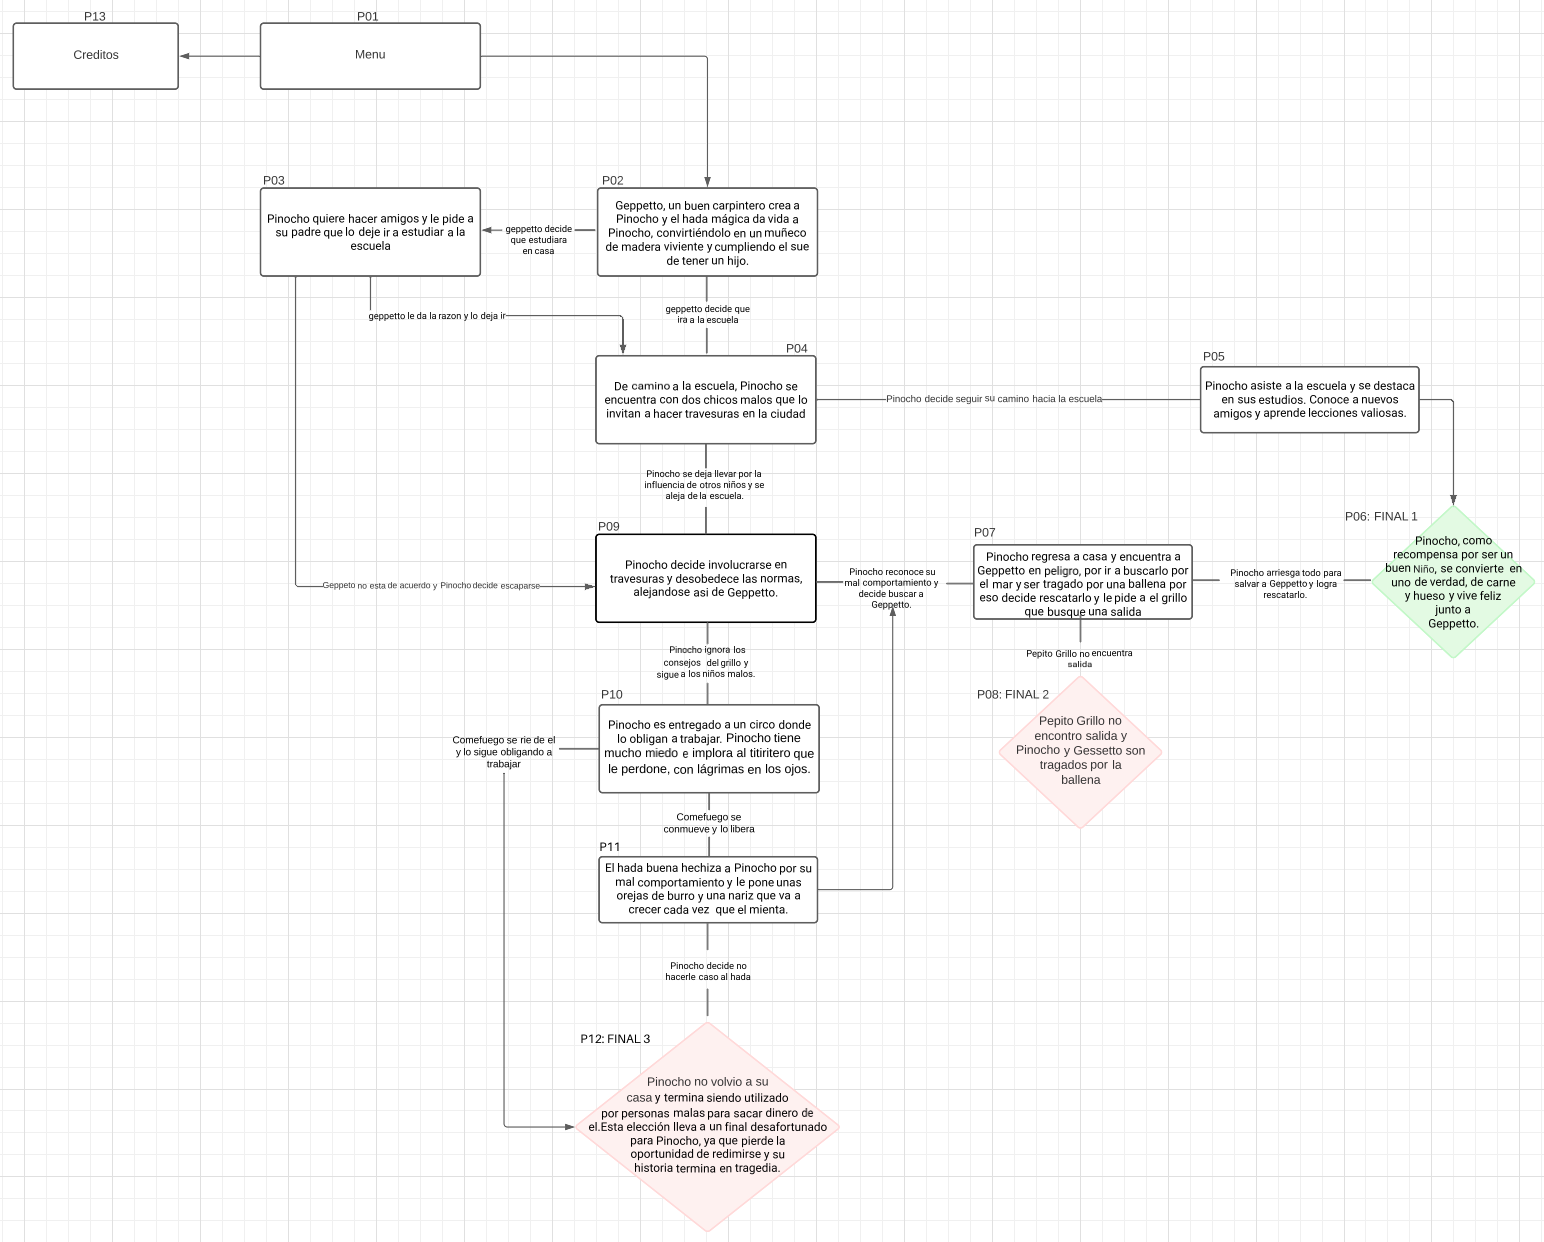 P13
Creditos
P01
Menu
P03
Pinocho quiere hacer amigos y le pide a
su padre que lo deje ir a estudiar a la
escuela
geppetto decide
que estudiara
en casa
P02
Geppetto, un buen carpintero crea a
Pinocho y el hada mágica da vida a
Pinocho, convirtiéndolo en un muñeco
de madera viviente y cumpliendo el sue
de tener un hijo.
geppetto le da la razon y lo deja ir
geppetto decide que
ira a la escuela
P04
De camino a la escuela, Pinocho se
encuentra con dos chicos malos que lo
invitan a hacer travesuras en la ciudad
Pinocho decide seguir su camino hacia la escuela
P05
Pinocho asiste a la escuela y se destaca
en sus estudios. Conoce a nuevos
amigos y aprende lecciones valiosas.
Pinocho se deja llevar por la
influencia de otros niños y se
aleja de la escuela.
Geppeto no esta de acuerdo y Pinocho decide escaparse
P09
Pinocho decide involucrarse en
travesuras y desobedece las normas,
alejandose asi de Geppetto.
Pinocho reconoce su
mal comportamiento y
decide buscar a
Geppetto.
P07
Pinocho regresa a casa y encuentra a
Geppetto en peligro, por ir a buscarlo por
el mar y ser tragado por una ballena por
eso decide rescatarlo y le pide a el grillo
que busque una salida
Pinocho arriesga todo para
salvar a Geppetto y logra
rescatarlo.
P06: FINAL 1
Pinocho, como
recompensa por ser un
buen Niño, se convierte en
uno de verdad, de carne
y hueso y vive feliz
junto a
Geppetto.
Pepito Grillo no encuentra
salida
P08: FINAL 2
Pepito Grillo no
encontro salida y
Pinocho y Gessetto son
tragados por la
ballena
Pinocho ignora los
consejos del grillo y
sigue a los niños malos.
P10
Pinocho es entregado a un circo donde
lo obligan a trabajar. Pinocho tiene
mucho miedo e implora al titiritero que
le perdone, con lágrimas en los ojos.
Comefuego se rie de el
y lo sigue obligando a
trabajar
Comefuego se
conmueve y lo libera
P11
El hada buena hechiza a Pinocho por su
mal comportamiento y le pone unas
orejas de burro y una nariz que va a
crecer cada vez que el mienta.
Pinocho decide no
hacerle caso al hada
P12: FINAL 3
Pinocho no volvio a su
casa y termina siendo utilizado
por personas malas para sacar dinero de
el.Esta elección lleva a un final desafortunado
para Pinocho, ya que pierde la
oportunidad de redimirse y su
historia termina en tragedia.